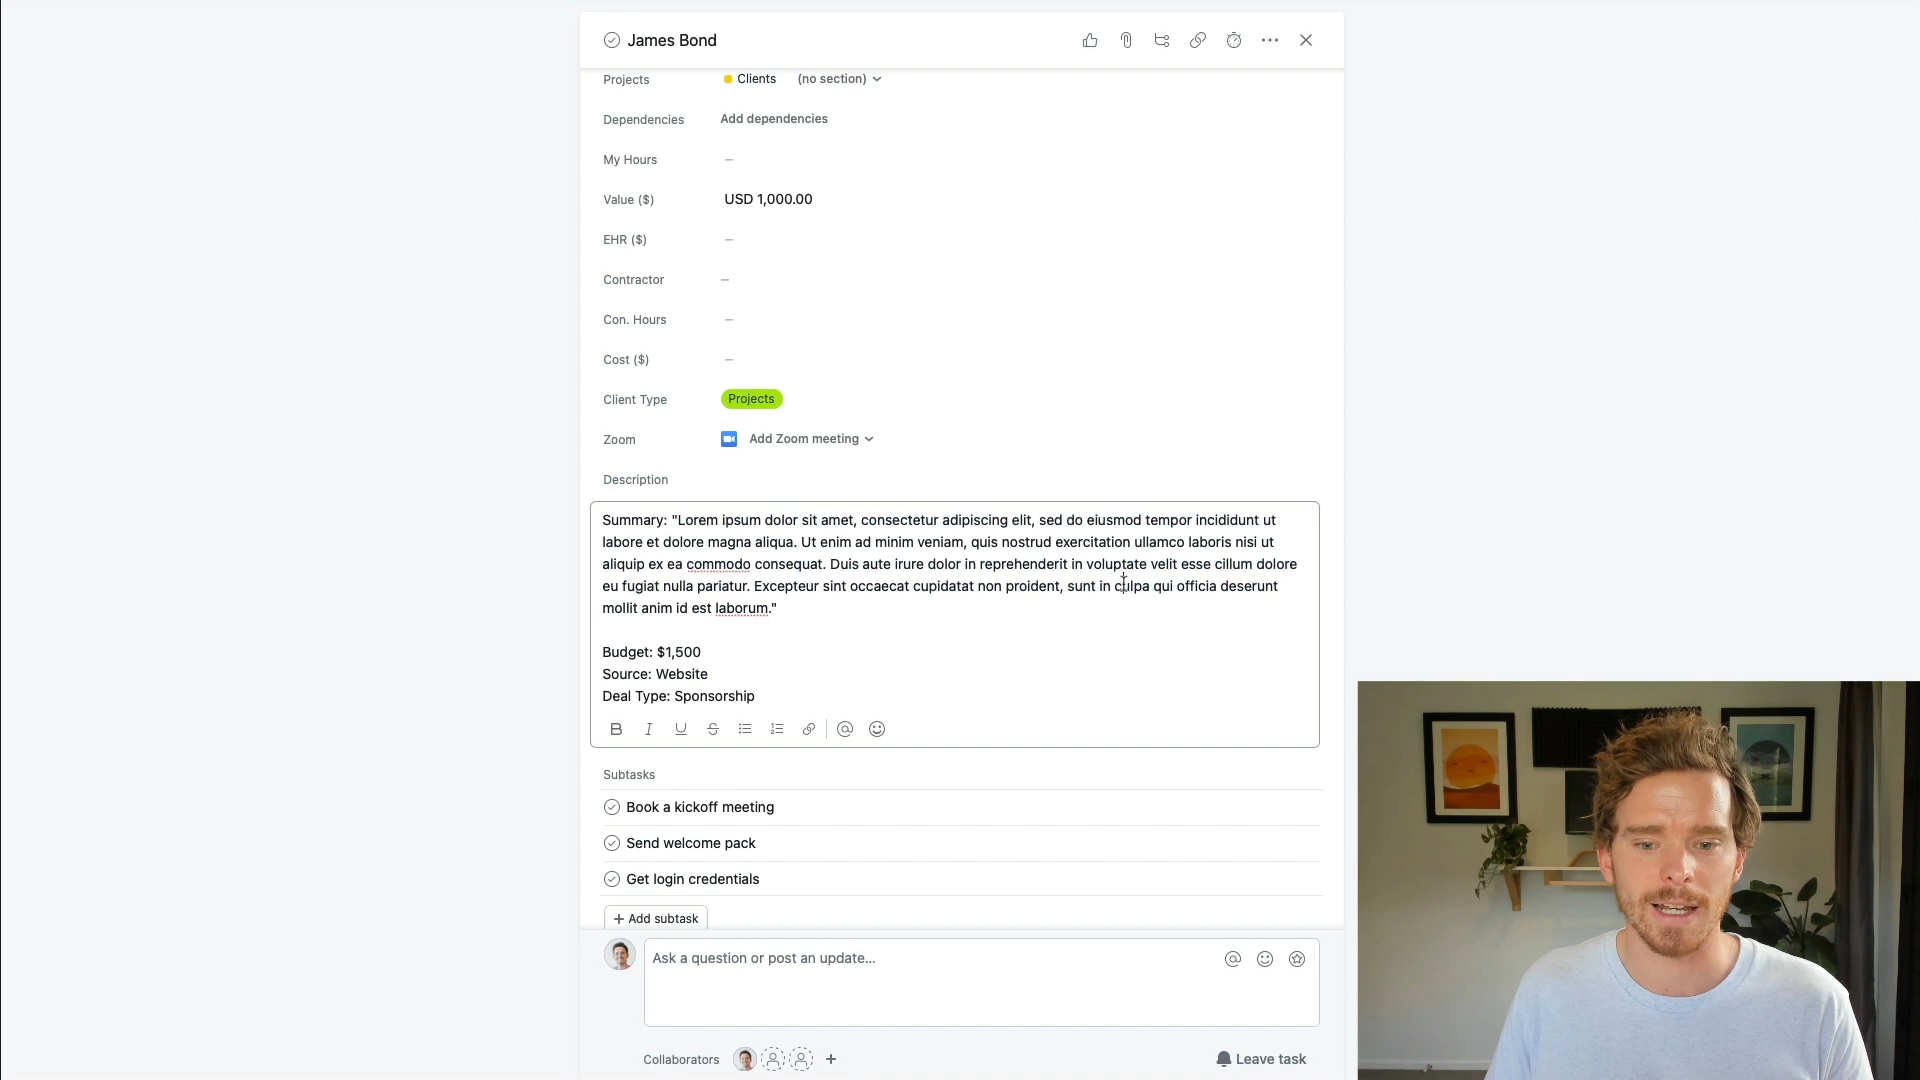 James Bond
Projects Clients (no section)
Dependencies Add dependencies
My Hours —
Value ($) USD 1,000.00
EHR ($) —
Contractor —
Con. Hours —
Cost ($) —
Client Type Projects
Zoom Add Zoom meeting
Description
Summary: "Lorem ipsum dolor sit amet, consectetur adipiscing elit, sed do eiusmod tempor incididunt ut
labore et dolore magna aliqua. Ut enim ad minim veniam, quis nostrud exercitation ullamco laboris nisi ut
aliquip ex ea commodo consequat. Duis aute irure dolor in reprehenderit in voluptate velit esse cillum dolore
eu fugiat nulla pariatur. Excepteur sint occaecat cupidatat non proident, sunt in culpa qui officia deserunt
mollit anim id est laborum."
Budget: $1,500
Source: Website
Deal Type: Sponsorship
Subtasks
Book a kickoff meeting
Send welcome pack
Get login credentials
+ Add subtask
Ask a question or post an update...
Collaborators + Leave task